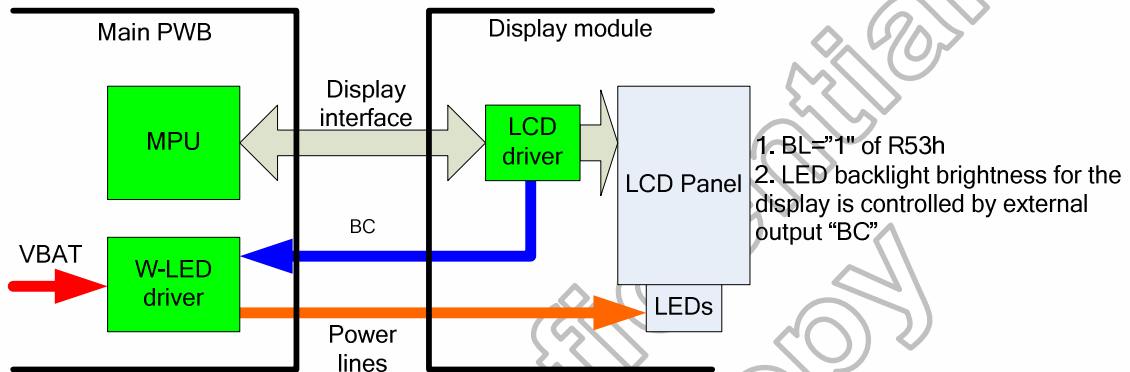 Main PWB
Display module
MPU
Display
interface
LCD
driver
LCD Panel
1. BL="1" of R53h
2. LED backlight brightness for the
display is controlled by external
output “BC”
BC
VBAT
W-LED
driver
LEDs
Power
lines